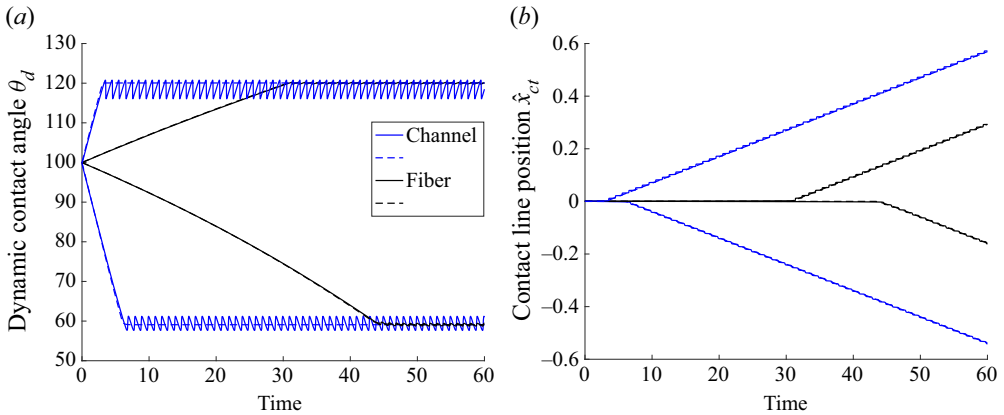 (a)
130
120
110
100
90
80
70
60
50
Dynamic contact angle θ_d
0 10 20 30 40 50 60
Time
Channel
Fiber
(b)
0.6
0.4
0.2
0
–0.2
–0.4
–0.6
Contact line position x̂_ct
0 10 20 30 40 50 60
Time